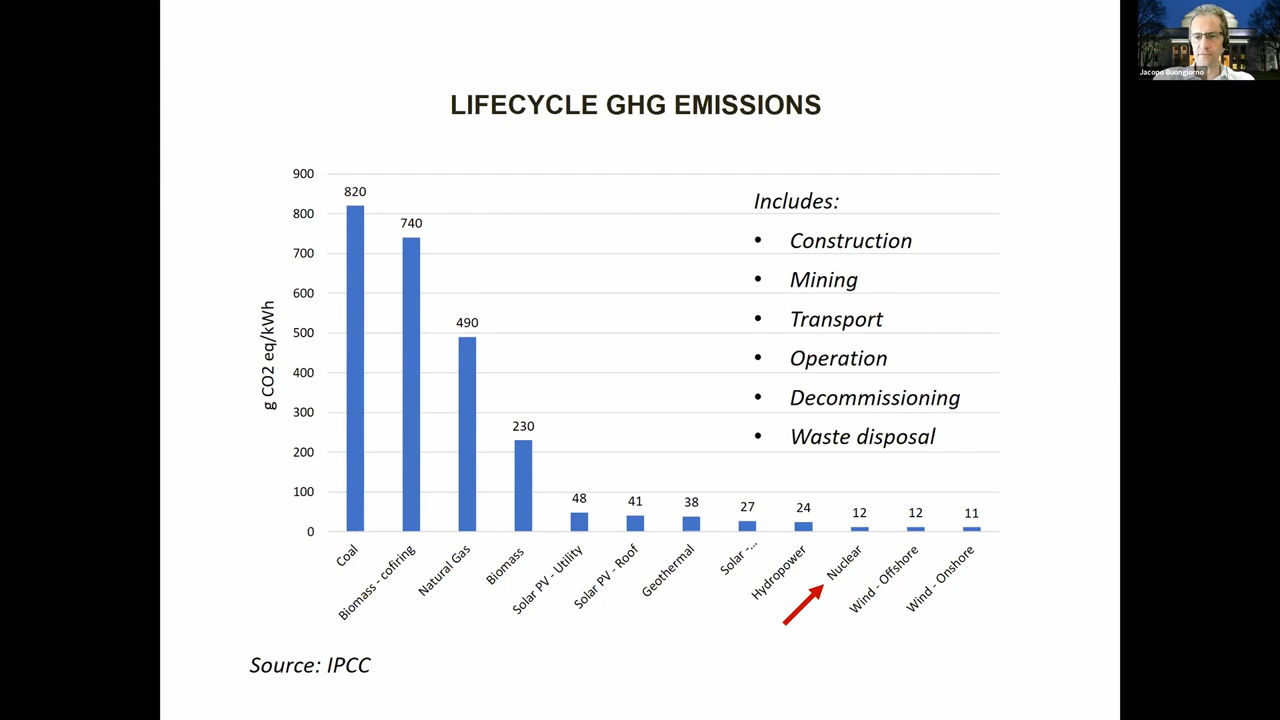 Jacopo Buongiorno
LIFECYCLE GHG EMISSIONS
g CO2 eq/kWh
900
800
700
600
500
400
300
200
100
0
820
740
490
230
48
41
38
27
24
12
12
11
Coal
Biomass - cofiring
Natural Gas
Biomass
Solar PV - Utility
Solar PV - Roof
Geothermal
Solar -...
Hydropower
Nuclear
Wind - Offshore
Wind - Onshore
Includes:
• Construction
• Mining
• Transport
• Operation
• Decommissioning
• Waste disposal
Source: IPCC